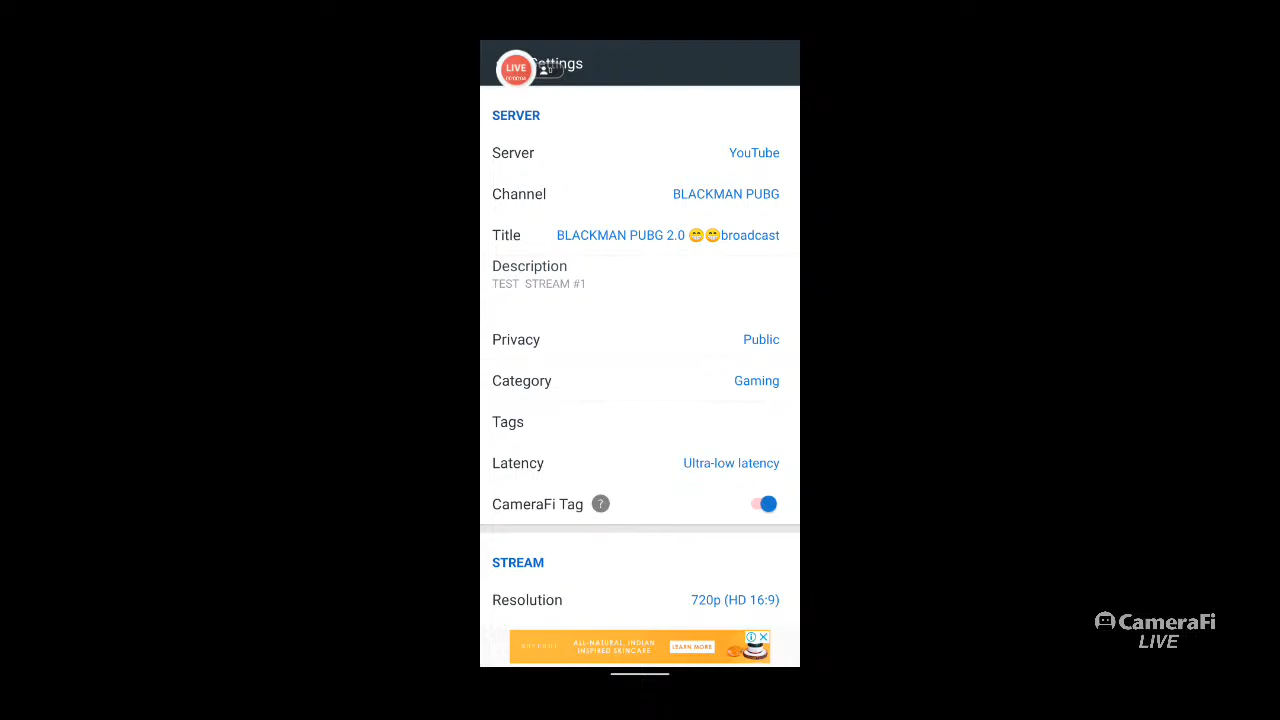 LIVE
Settings
SERVER
Server YouTube
Channel BLACKMAN PUBG
Title BLACKMAN PUBG 2.0 😁😁broadcast
Description
TEST STREAM #1
Privacy Public
Category Gaming
Tags
Latency Ultra-low latency
CameraFi Tag ?
STREAM
Resolution 720p (HD 16:9)
ALL-NATURAL, INDIAN
INSPIRED SKINCARE
LEARN MORE
CameraFi
LIVE